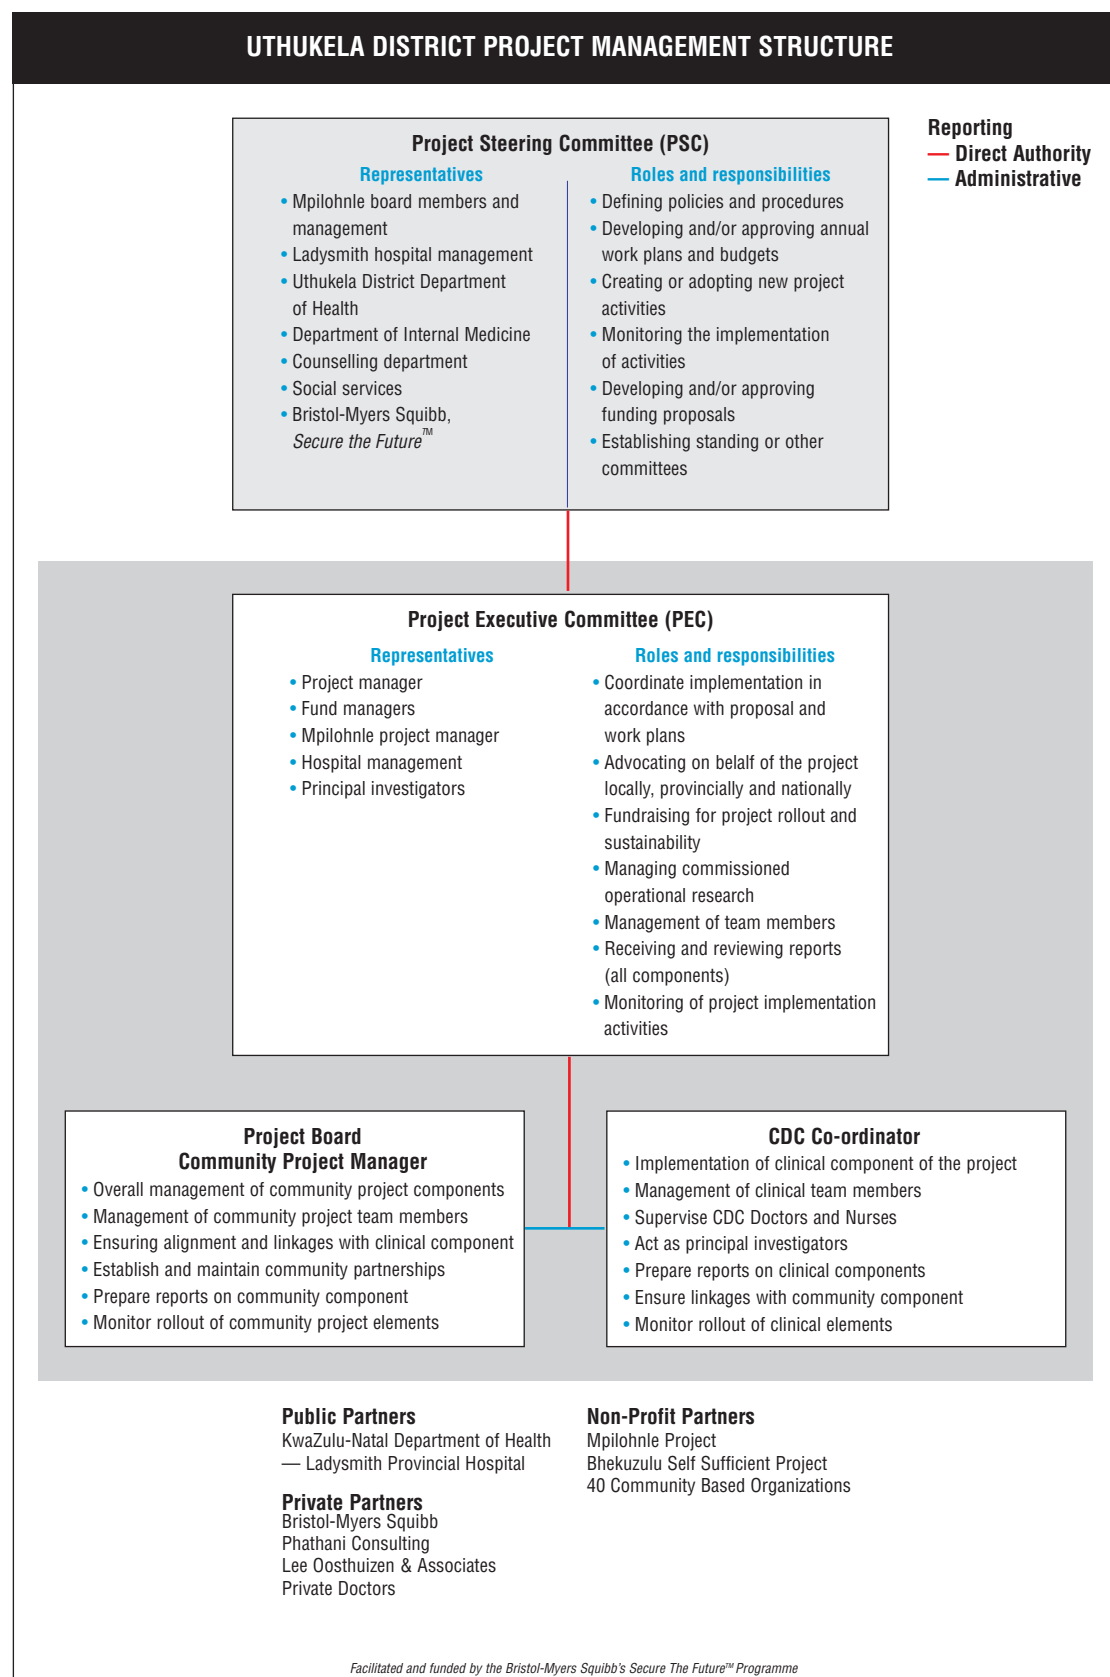 UTHUKELA DISTRICT PROJECT MANAGEMENT STRUCTURE
Reporting
— Direct Authority
— Administrative
Project Steering Committee (PSC)
Representatives
• Mpilohnle board members and
management
• Ladysmith hospital management
• Uthukela District Department
of Health
• Department of Internal Medicine
• Counselling department
• Social services
• Bristol-Myers Squibb,
Secure the Future™
Roles and responsibilities
• Defining policies and procedures
• Developing and/or approving annual
work plans and budgets
• Creating or adopting new project
activities
• Monitoring the implementation
of activities
• Developing and/or approving
funding proposals
• Establishing standing or other
committees
Project Executive Committee (PEC)
Representatives
• Project manager
• Fund managers
• Mpilohnle project manager
• Hospital management
• Principal investigators
Roles and responsibilities
• Coordinate implementation in
accordance with proposal and
work plans
• Advocating on belalf of the project
locally, provincially and nationally
• Fundraising for project rollout and
sustainability
• Managing commissioned
operational research
• Management of team members
• Receiving and reviewing reports
(all components)
• Monitoring of project implementation
activities
Project Board
Community Project Manager
• Overall management of community project components
• Management of community project team members
• Ensuring alignment and linkages with clinical component
• Establish and maintain community partnerships
• Prepare reports on community component
• Monitor rollout of community project elements
CDC Co-ordinator
• Implementation of clinical component of the project
• Management of clinical team members
• Supervise CDC Doctors and Nurses
• Act as principal investigators
• Prepare reports on clinical components
• Ensure linkages with community component
• Monitor rollout of clinical elements
Public Partners
KwaZulu-Natal Department of Health
— Ladysmith Provincial Hospital
Private Partners
Bristol-Myers Squibb
Phathani Consulting
Lee Oosthuizen & Associates
Private Doctors
Non-Profit Partners
Mpilohnle Project
Bhekuzulu Self Sufficient Project
40 Community Based Organizations
Facilitated and funded by the Bristol-Myers Squibb's Secure The Future™ Programme